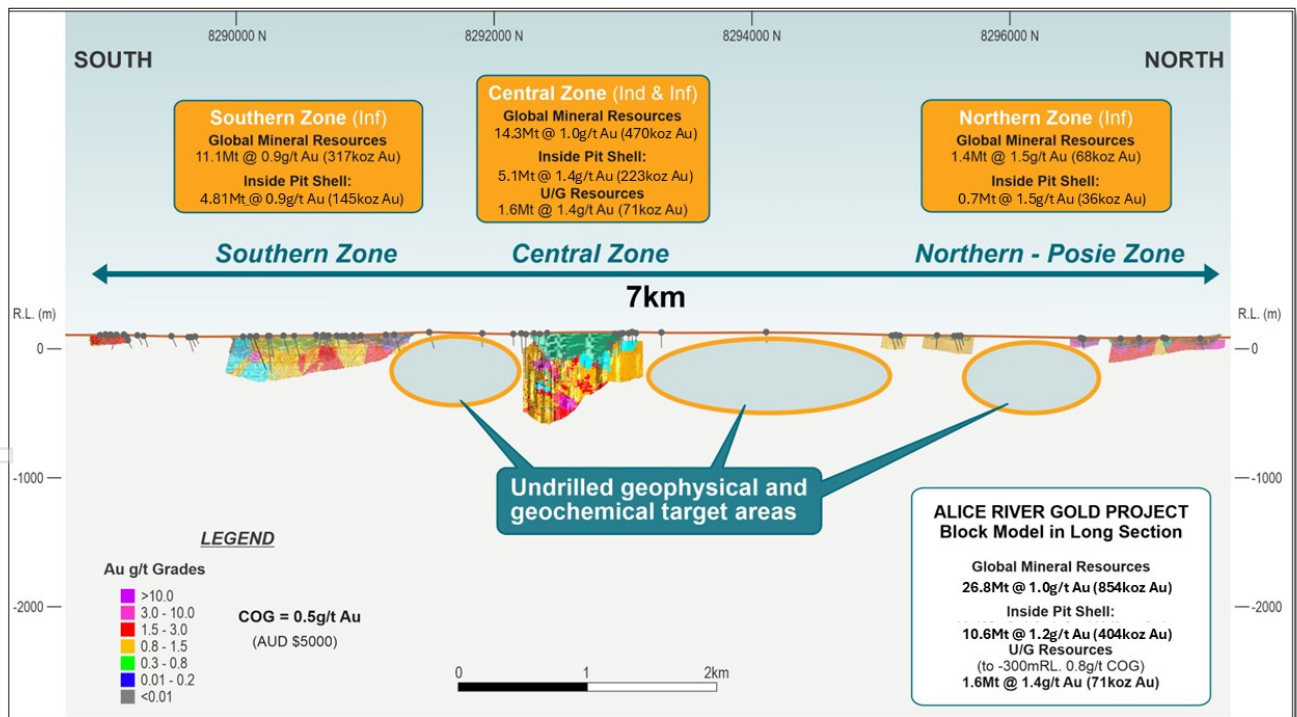 8290000 N
8292000 N
8294000 N
8296000 N
SOUTH
NORTH
Southern Zone (Inf)
Global Mineral Resources
11.1Mt @ 0.9g/t Au (317koz Au)
Inside Pit Shell:
4.81Mt @ 0.9g/t Au (145koz Au)
Central Zone (Ind & Inf)
Global Mineral Resources
14.3Mt @ 1.0g/t Au (470koz Au)
Inside Pit Shell:
5.1Mt @ 1.4g/t Au (223koz Au)
U/G Resources
1.6Mt @ 1.4g/t Au (71koz Au)
Northern Zone (Inf)
Global Mineral Resources
1.4Mt @ 1.5g/t Au (68koz Au)
Inside Pit Shell:
0.7Mt @ 1.5g/t Au (36koz Au)
Southern Zone
Central Zone
Northern - Posie Zone
7km
R.L. (m)
R.L. (m)
0
0
-1000
-1000
-2000
-2000
Undrilled geophysical and
geochemical target areas
LEGEND
Au g/t Grades
>10.0
3.0 - 10.0
1.5 - 3.0
0.8 - 1.5
0.3 - 0.8
0.01 - 0.2
<0.01
COG = 0.5g/t Au
(AUD $5000)
0
1
2km
ALICE RIVER GOLD PROJECT
Block Model in Long Section
Global Mineral Resources
26.8Mt @ 1.0g/t Au (854koz Au)
Inside Pit Shell:
10.6Mt @ 1.2g/t Au (404koz Au)
U/G Resources
(to -300mRL. 0.8g/t COG)
1.6Mt @ 1.4g/t Au (71koz Au)